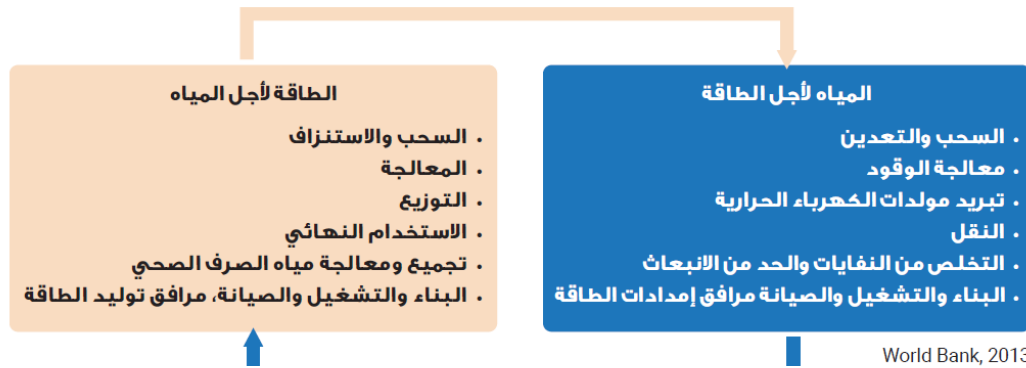 المياه لأجل الطاقة
• السحب والتعدين
• معالجة الوقود
• تبريد مولدات الكهرباء الحرارية
• النقل
• التخلص من النفايات والحد من الانبعاث
• البناء والتشغيل والصيانة مرافق إمدادات الطاقة
الطاقة لأجل المياه
• السحب والاستنزاف
• المعالجة
• التوزيع
• الاستخدام النهائي
• تجميع ومعالجة مياه الصرف الصحي
• البناء والتشغيل والصيانة، مرافق توليد الطاقة
World Bank, 2013